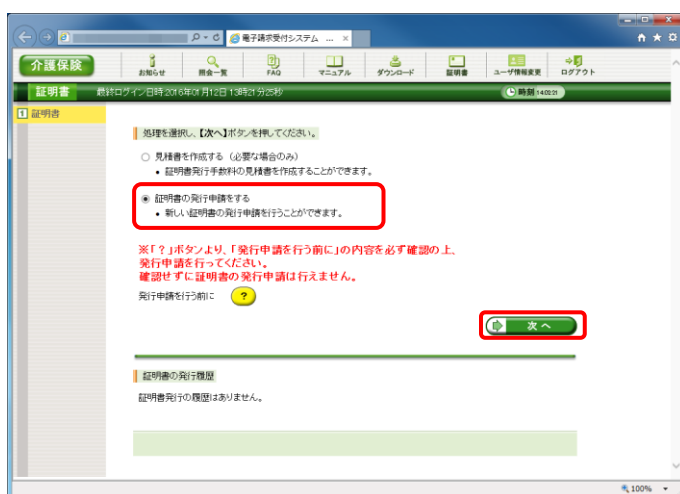 電子請求受付システム ... ×
介護保険
お知らせ 照会一覧 FAQ マニュアル ダウンロード 証明書 ユーザ情報変更 ログアウト
証明書 最終ログイン日時:2016年01月12日 13時21分25秒 時刻 14:02:21
1 証明書
処理を選択し、【次へ】ボタンを押してください。
見積書を作成する(必要な場合のみ)
• 証明書発行手数料の見積書を作成することができます。
証明書の発行申請をする
• 新しい証明書の発行申請を行うことができます。
※「?」ボタンより、「発行申請を行う前に」の内容を必ず確認の上、
発行申請を行ってください。
確認せずに証明書の発行申請は行えません。
発行申請を行う前に ?
次へ
証明書の発行履歴
証明書発行の履歴はありません。
100%